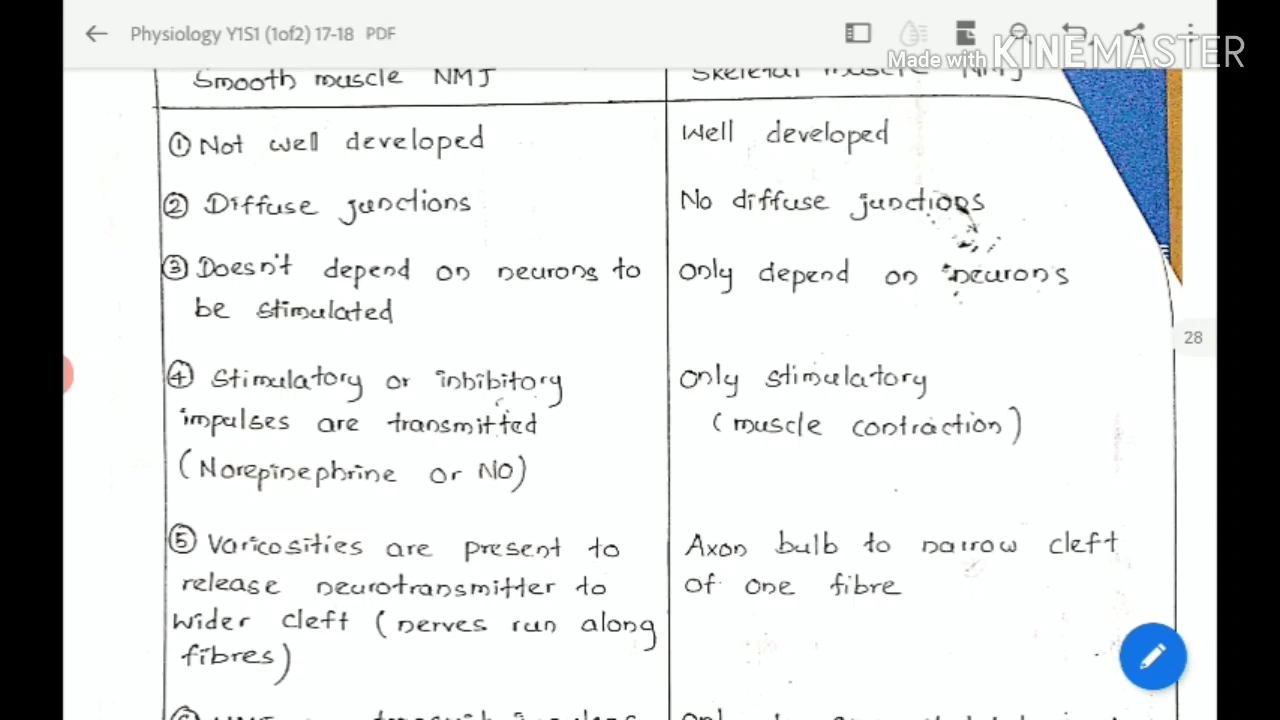 Physiology Y1S1 (1of2) 17-18 PDF
Made with KINEMASTER
Smooth muscle NMJ
Skeletal muscle NMJ
① Not well developed
Well developed
② Diffuse junctions
No diffuse junctions
③ Doesn't depend on neurons to
be stimulated
Only depend on neurons
④ Stimulatory or inhibitory
impulses are transmitted
(Norepinephrine or NO)
Only stimulatory
(muscle contraction)
⑤ Varicosities are present to
release neurotransmitter to
wider cleft (nerves run along
fibres)
Axon bulb to narrow cleft
of one fibre
28